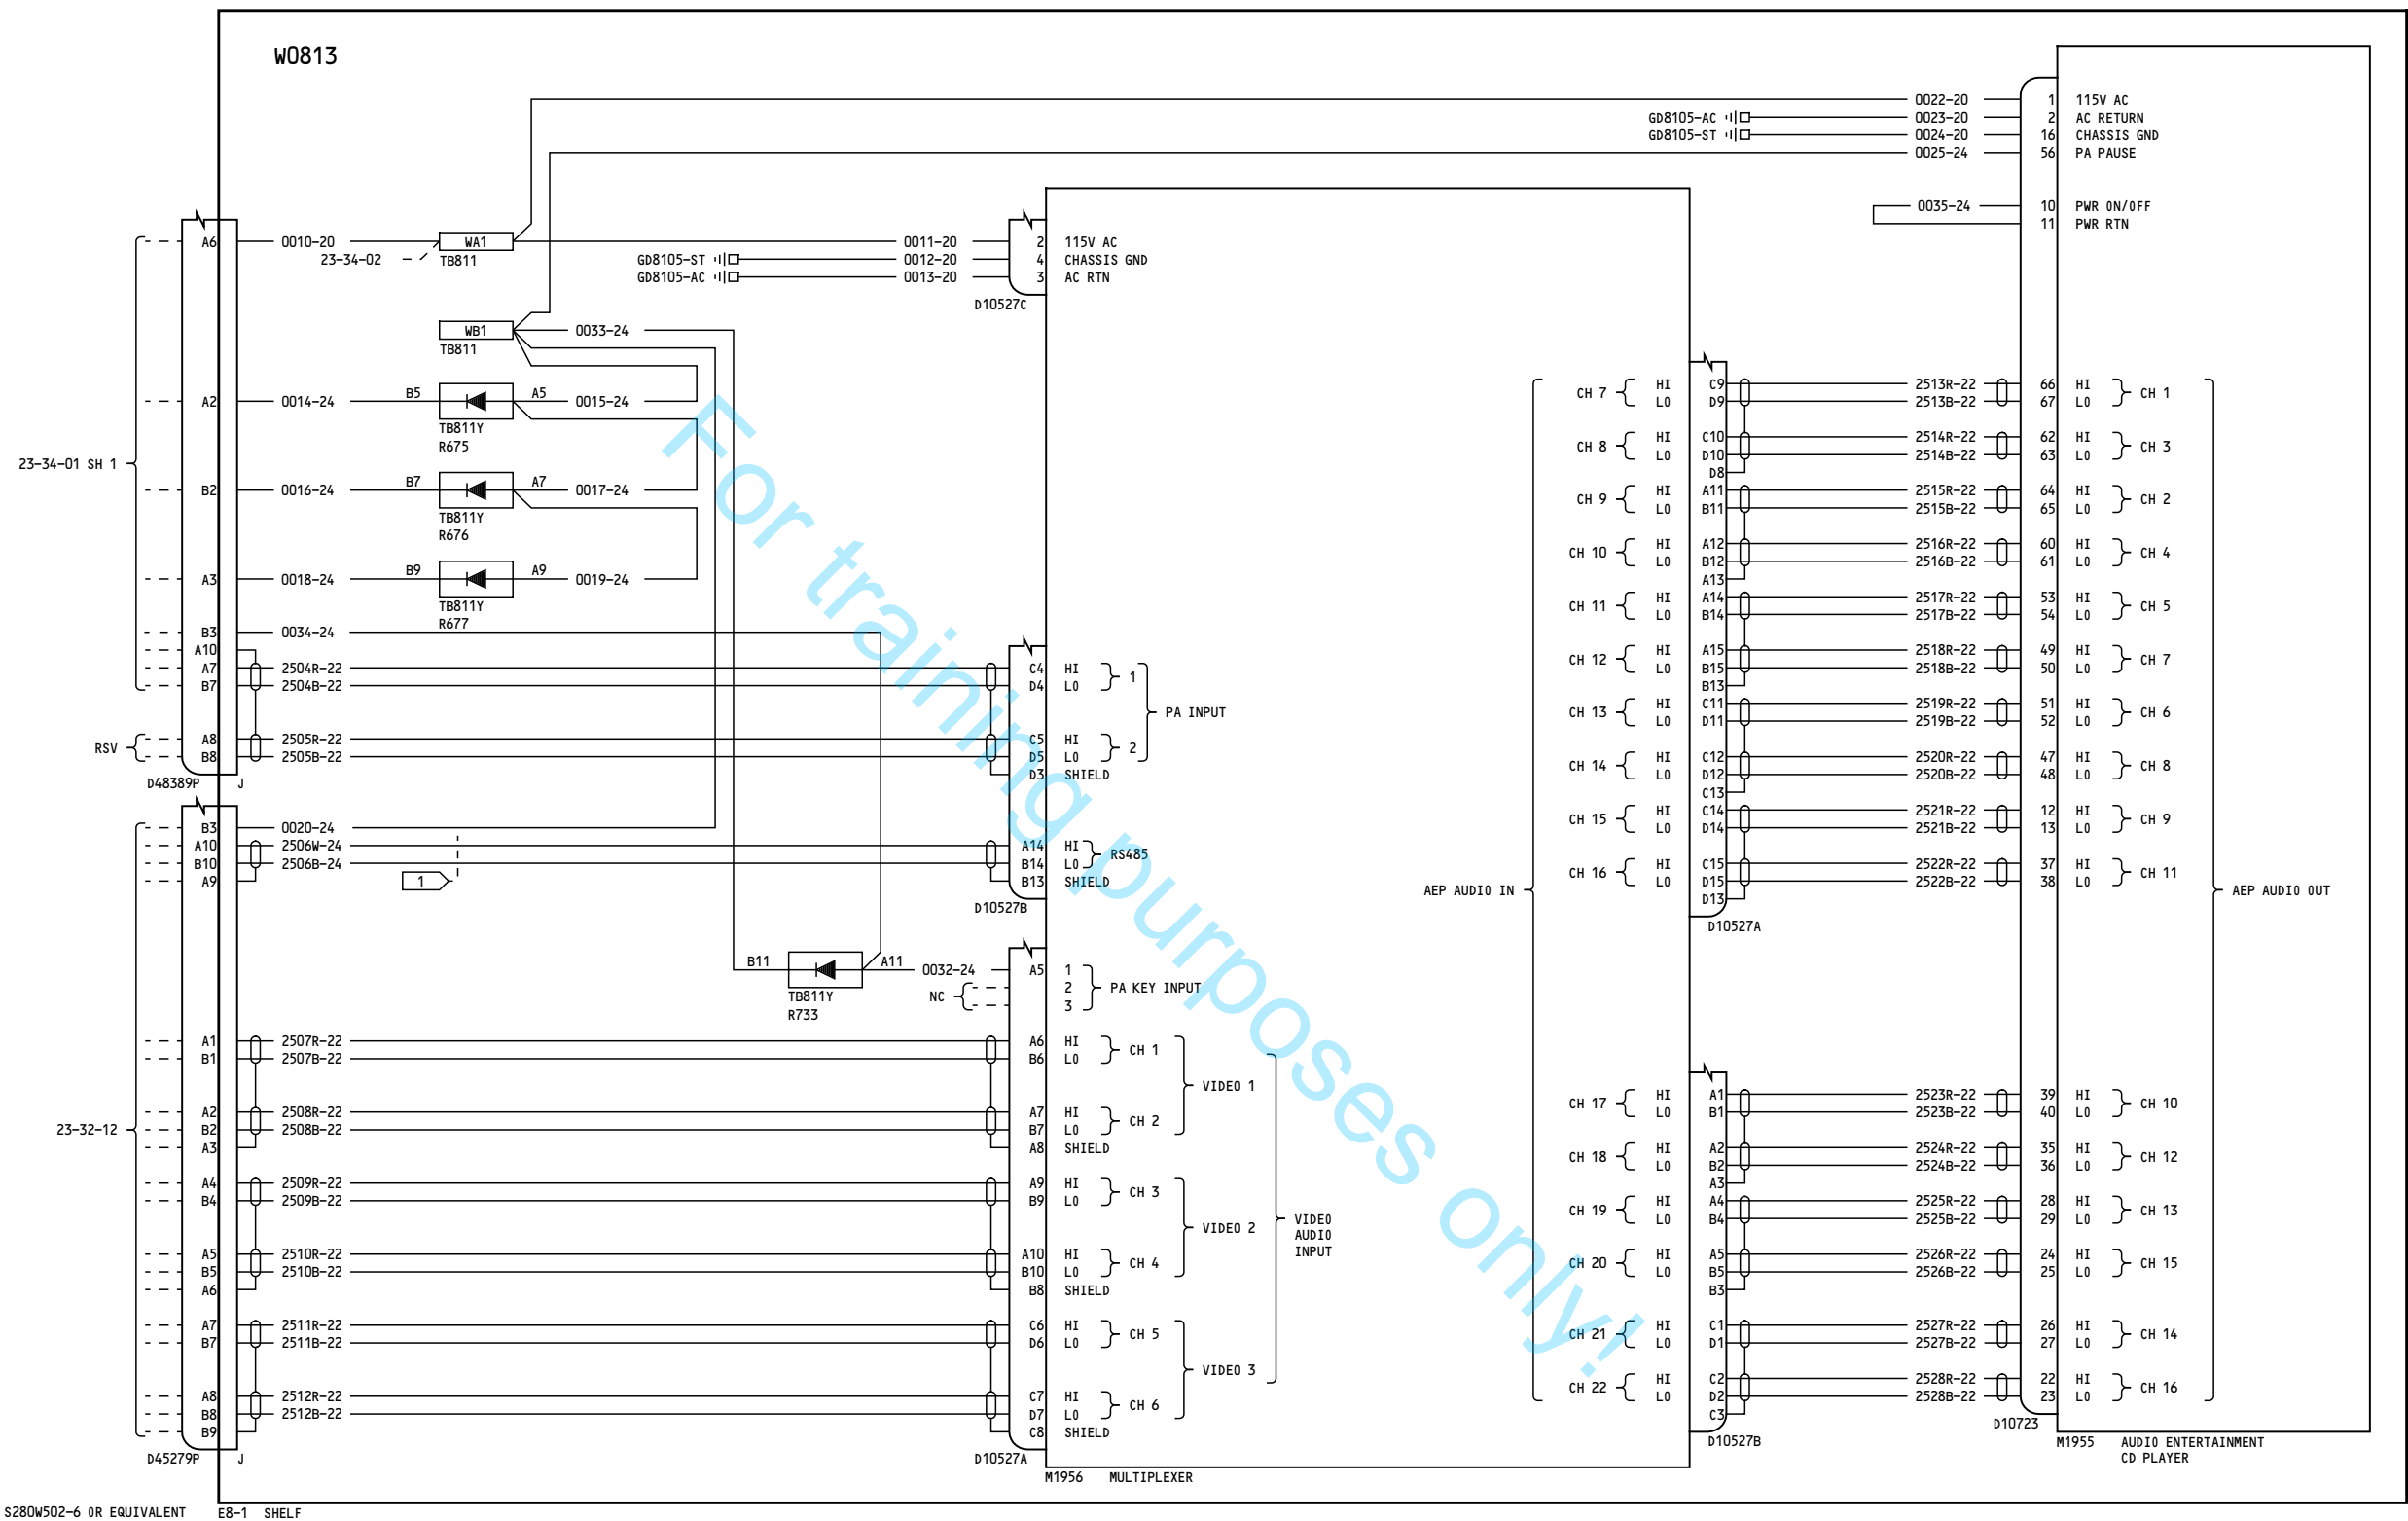 W0813
0022-20 1 115V AC
GD8105-AC 0023-20 2 AC RETURN
GD8105-ST 0024-20 16 CHASSIS GND
0025-24 56 PA PAUSE
0035-24 10 PWR ON/OFF
11 PWR RTN
A6 0010-20 WA1 0011-20 2 115V AC
23-34-02 TB811 GD8105-ST 0012-20 4 CHASSIS GND
GD8105-AC 0013-20 3 AC RTN
D10527C
WB1 0033-24
TB811
A2 0014-24 B5 A5 0015-24
TB811Y
R675
23-34-01 SH 1
B2 0016-24 B7 A7 0017-24
TB811Y
R676
A3 0018-24 B9 A9 0019-24
TB811Y
R677
B3 0034-24
A10
A7 2504R-22 C4 HI
B7 2504B-22 D4 LO
1
PA INPUT
RSV
A8 2505R-22 C5 HI
B8 2505B-22 D5 LO
2
D3 SHIELD
D48389P J
B3 0020-24
A10 2506W-24 A14 HI
B10 2506B-24 B14 LO
RS485
A9 1 B13 SHIELD
D10527B
B11 A11 0032-24 A5 1
NC 2 PA KEY INPUT
3
TB811Y
R733
A1 2507R-22 A6 HI
B1 2507B-22 B6 LO
CH 1
VIDEO 1
A2 2508R-22 A7 HI
B2 2508B-22 B7 LO
CH 2
A3 A8 SHIELD
23-32-12
A4 2509R-22 A9 HI
B4 2509B-22 B9 LO
CH 3
VIDEO 2
VIDEO
AUDIO
INPUT
A5 2510R-22 A10 HI
B5 2510B-22 B10 LO
CH 4
A6 B8 SHIELD
A7 2511R-22 C6 HI
B7 2511B-22 D6 LO
CH 5
VIDEO 3
A8 2512R-22 C7 HI
B8 2512B-22 D7 LO
CH 6
B9 C8 SHIELD
D45279P J D10527A
M1956 MULTIPLEXER
AEP AUDIO IN
CH 7 HI C9 2513R-22 66 HI CH 1
LO D9 2513B-22 67 LO
CH 8 HI C10 2514R-22 62 HI CH 3
LO D10 2514B-22 63 LO
D8
CH 9 HI A11 2515R-22 64 HI CH 2
LO B11 2515B-22 65 LO
CH 10 HI A12 2516R-22 60 HI CH 4
LO B12 2516B-22 61 LO
A13
CH 11 HI A14 2517R-22 53 HI CH 5
LO B14 2517B-22 54 LO
CH 12 HI A15 2518R-22 49 HI CH 7
LO B15 2518B-22 50 LO
B13
CH 13 HI C11 2519R-22 51 HI CH 6
LO D11 2519B-22 52 LO
CH 14 HI C12 2520R-22 47 HI CH 8
LO D12 2520B-22 48 LO
C13
CH 15 HI C14 2521R-22 12 HI CH 9
LO D14 2521B-22 13 LO
CH 16 HI C15 2522R-22 37 HI CH 11
LO D15 2522B-22 38 LO
D13
D10527A
AEP AUDIO OUT
CH 17 HI A1 2523R-22 39 HI CH 10
LO B1 2523B-22 40 LO
CH 18 HI A2 2524R-22 35 HI CH 12
LO B2 2524B-22 36 LO
A3
CH 19 HI A4 2525R-22 28 HI CH 13
LO B4 2525B-22 29 LO
CH 20 HI A5 2526R-22 24 HI CH 15
LO B5 2526B-22 25 LO
B3
CH 21 HI C1 2527R-22 26 HI CH 14
LO D1 2527B-22 27 LO
CH 22 HI C2 2528R-22 22 HI CH 16
LO D2 2528B-22 23 LO
C3
D10527B D10723
M1955 AUDIO ENTERTAINMENT
CD PLAYER
S280W502-6 OR EQUIVALENT E8-1 SHELF
For training purposes only!